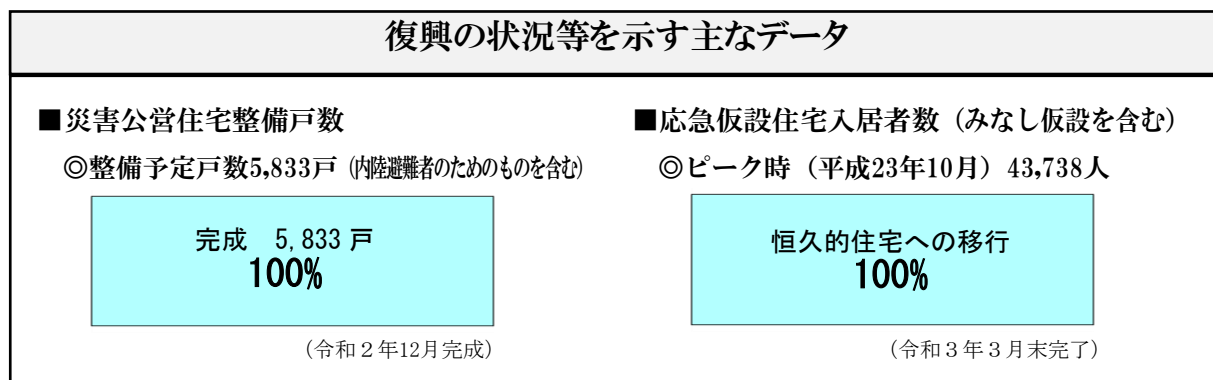 復興の状況等を示す主なデータ
■災害公営住宅整備戸数
◎整備予定戸数5,833戸（内陸避難者のためのものを含む）
完成　5,833 戸
100%
（令和２年12月完成）
■応急仮設住宅入居者数（みなし仮設を含む）
◎ピーク時（平成23年10月）43,738人
恒久的住宅への移行
100%
（令和３年３月末完了）